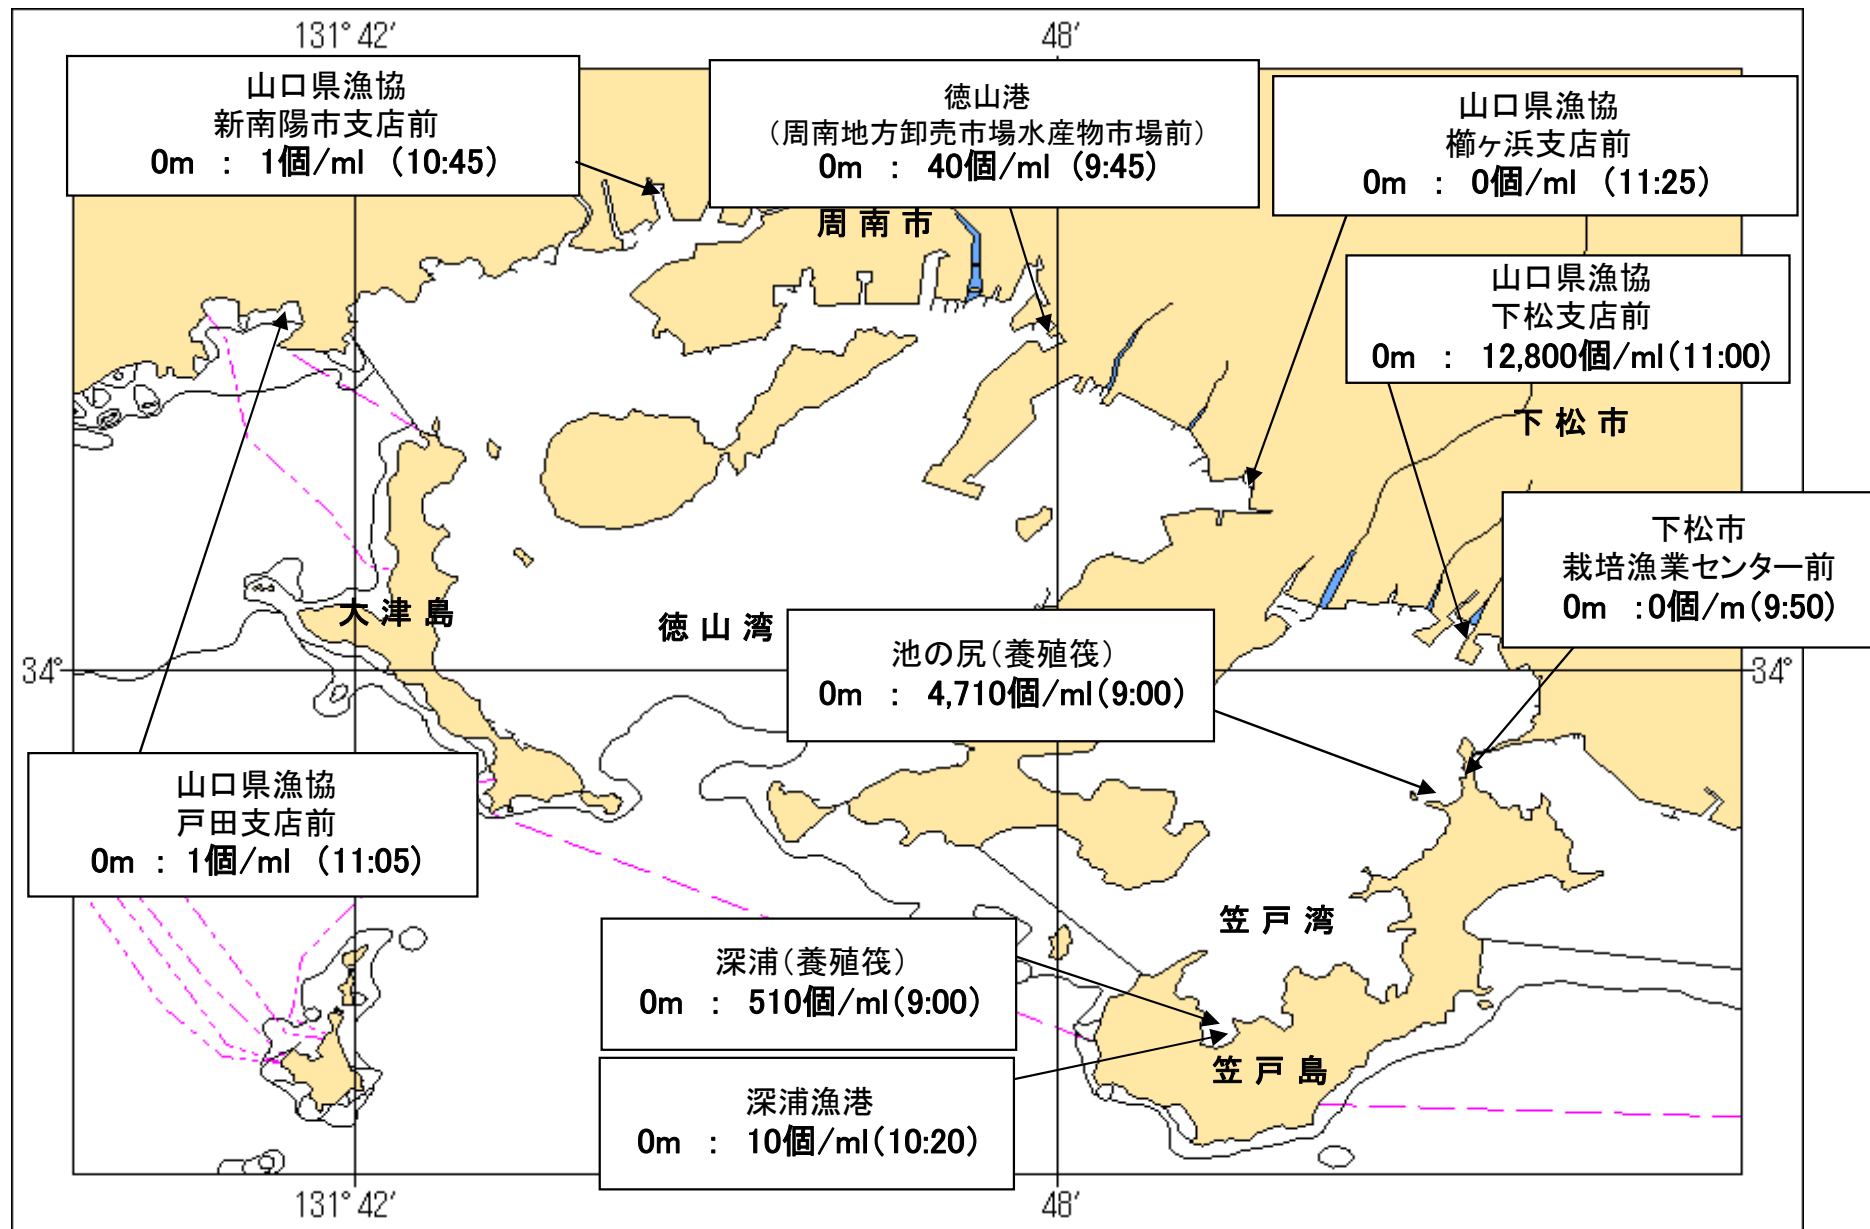 131° 42′
48′
山口県漁協
新南陽市支店前
0m : 1個/ml (10:45)
徳山港
(周南地方卸売市場水産物市場前)
0m : 40個/ml (9:45)
山口県漁協
櫛ヶ浜支店前
0m : 0個/ml (11:25)
周南市
山口県漁協
下松支店前
0m : 12,800個/ml(11:00)
下松市
下松市
栽培漁業センター前
0m :0個/m(9:50)
大津島
徳山湾
池の尻(養殖筏)
0m : 4,710個/ml(9:00)
34°
34°
山口県漁協
戸田支店前
0m : 1個/ml (11:05)
笠戸湾
深浦(養殖筏)
0m : 510個/ml(9:00)
笠戸島
深浦漁港
0m : 10個/ml(10:20)
131° 42′
48′